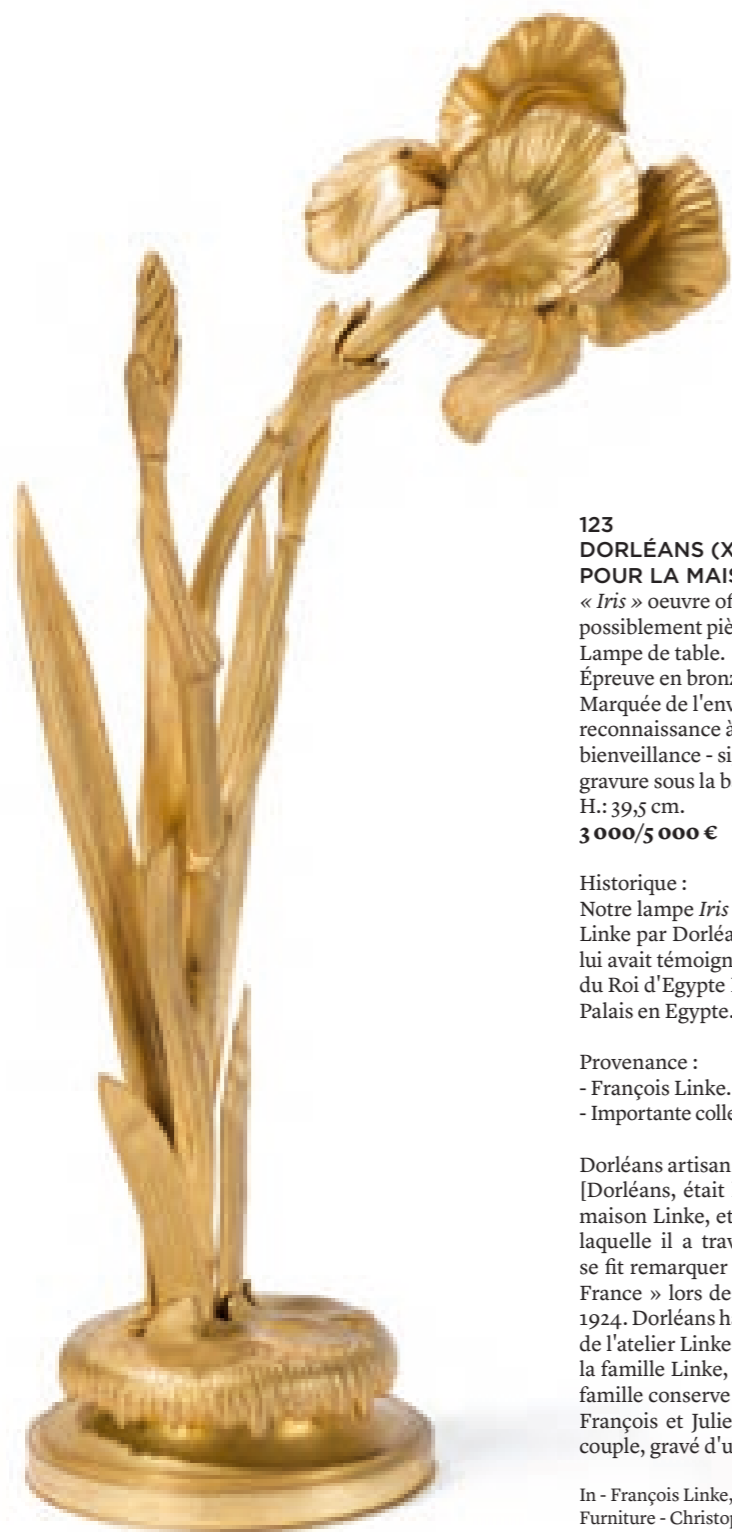 123
DORLÉANS (X
POUR LA MAIS
« Iris » oeuvre of
possiblement piè
Lampe de table.
Épreuve en bronz
Marquée de l'env
reconnaissance à
bienveillance - si
gravure sous la b
H.: 39,5 cm.
3 000/5 000 €
Historique :
Notre lampe Iris
Linke par Dorléa
lui avait témoign
du Roi d'Egypte
Palais en Egypte.
Provenance :
- François Linke.
- Importante colle
Dorléans artisan
[Dorléans, était
maison Linke, et
laquelle il a trav
se fit remarquer
France » lors de
1924. Dorléans h
de l'atelier Linke
la famille Linke,
famille conserve
François et Julie
couple, gravé d'u
In - François Linke,
Furniture - Christop